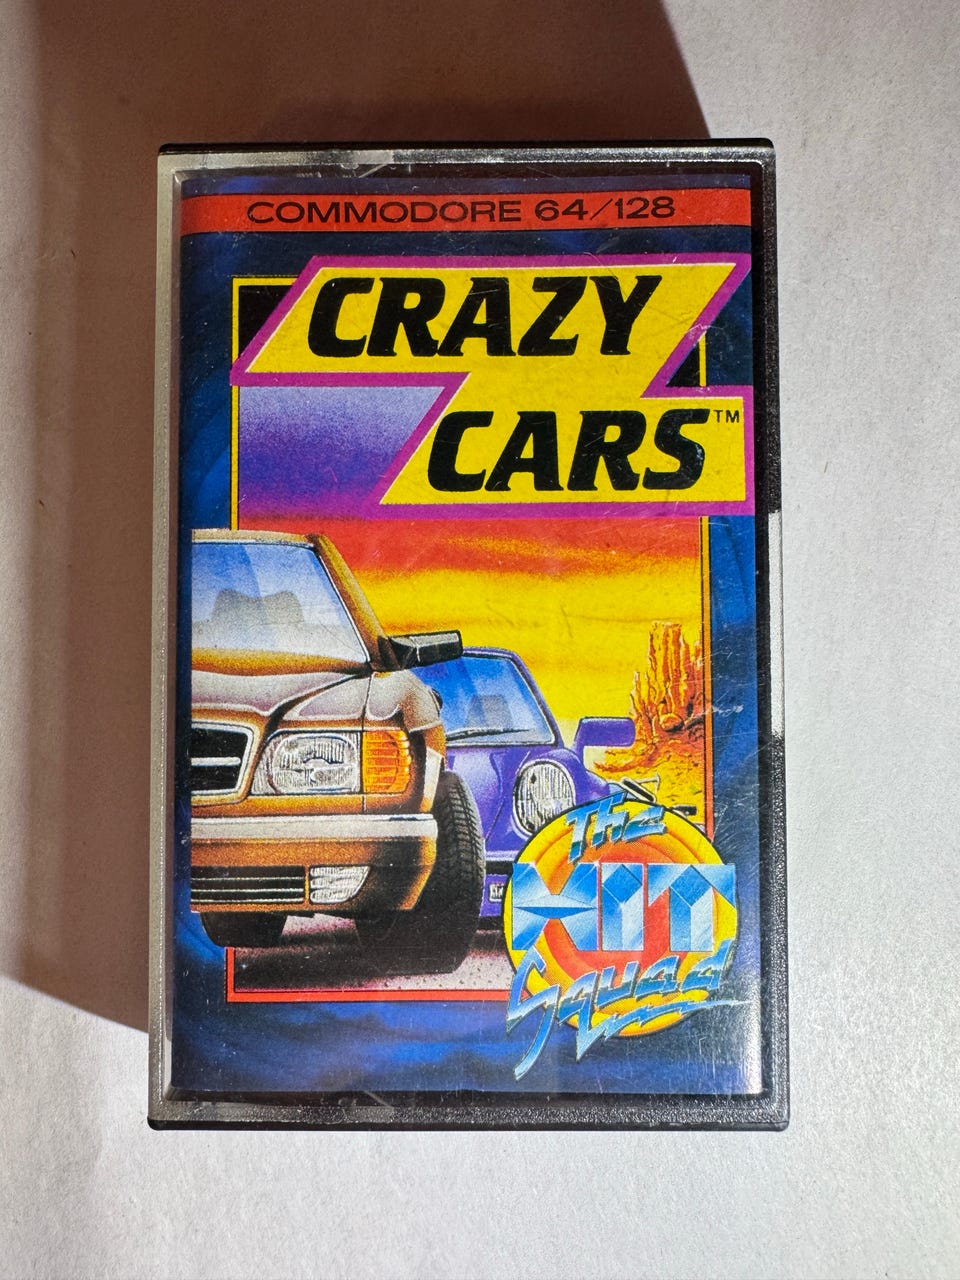 COMMODORE 64/128
CRAZY
CARS™
The
HIT
Squad